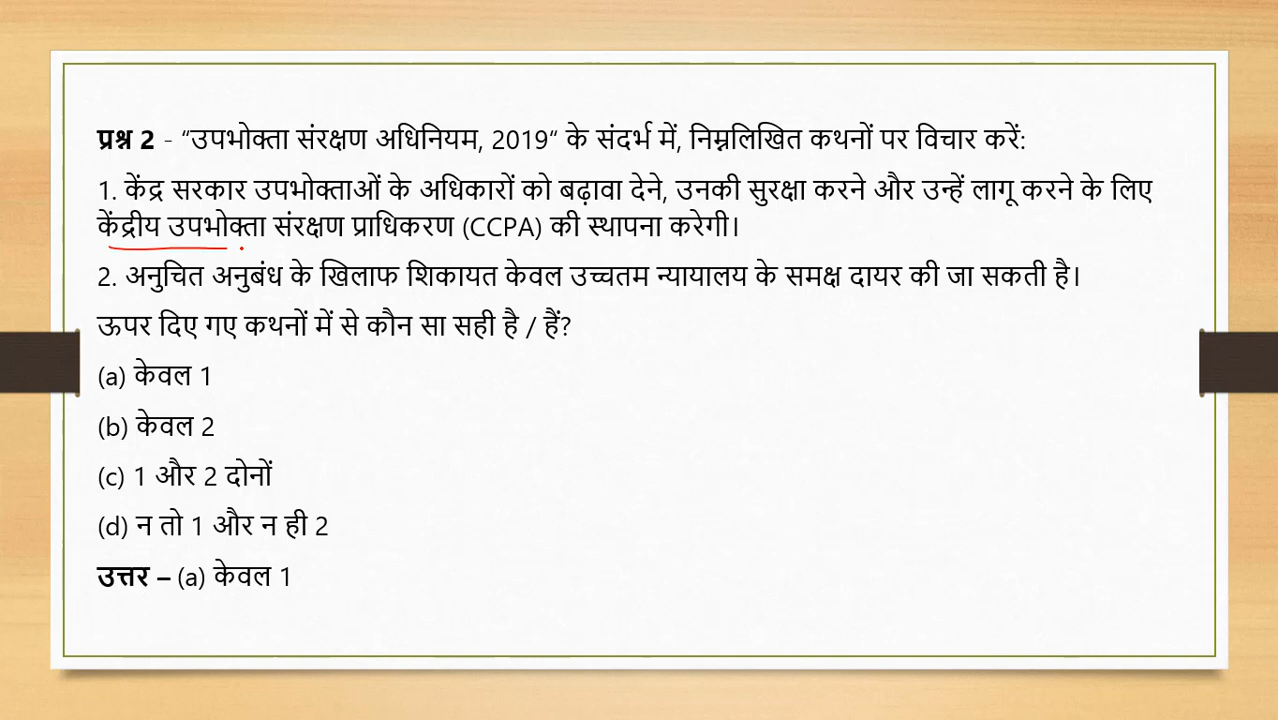 प्रश्न 2 - “उपभोक्ता संरक्षण अधिनियम, 2019“ के संदर्भ में, निम्नलिखित कथनों पर विचार करें:
1. केंद्र सरकार उपभोक्ताओं के अधिकारों को बढ़ावा देने, उनकी सुरक्षा करने और उन्हें लागू करने के लिए
केंद्रीय उपभोक्ता संरक्षण प्राधिकरण (CCPA) की स्थापना करेगी।
2. अनुचित अनुबंध के खिलाफ शिकायत केवल उच्चतम न्यायालय के समक्ष दायर की जा सकती है।
ऊपर दिए गए कथनों में से कौन सा सही है / हैं?
(a) केवल 1
(b) केवल 2
(c) 1 और 2 दोनों
(d) न तो 1 और न ही 2
उत्तर – (a) केवल 1